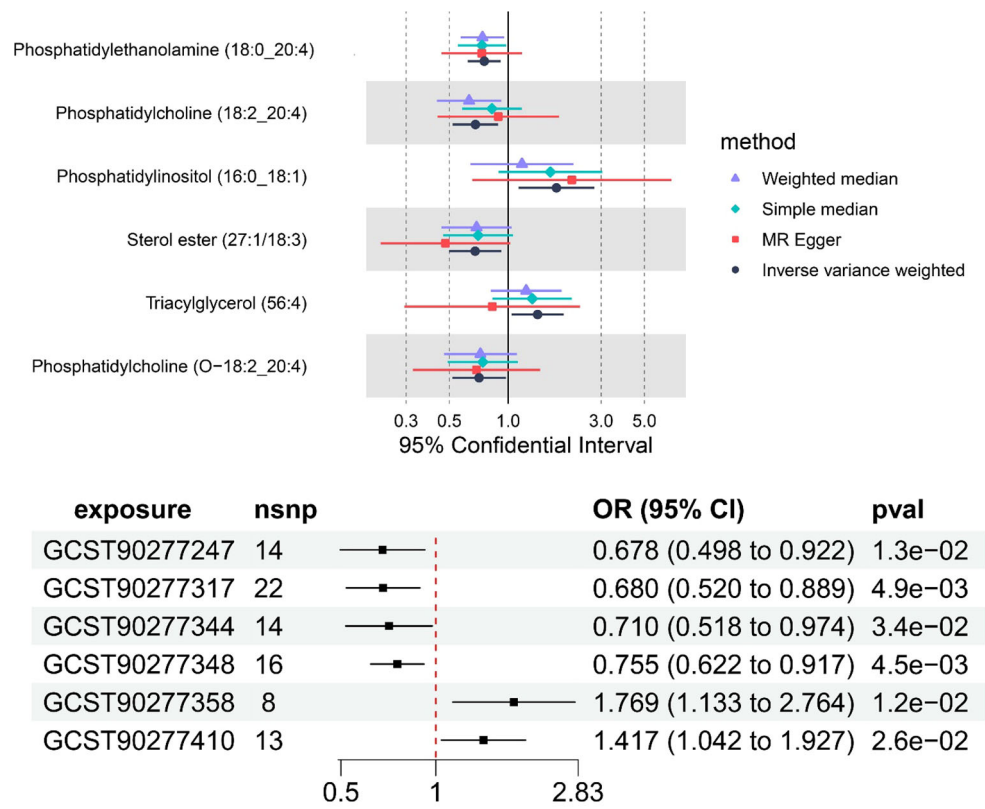 Phosphatidylethanolamine (18:0_20:4)
Phosphatidylcholine (18:2_20:4)
Phosphatidylinositol (16:0_18:1)
Sterol ester (27:1/18:3)
Triacylglycerol (56:4)
Phosphatidylcholine (O−18:2_20:4)
0.3 0.5 1.0 3.0 5.0
95% Confidential Interval
method
Weighted median
Simple median
MR Egger
Inverse variance weighted
exposure nsnp OR (95% CI) pval
GCST90277247 14 0.678 (0.498 to 0.922) 1.3e−02
GCST90277317 22 0.680 (0.520 to 0.889) 4.9e−03
GCST90277344 14 0.710 (0.518 to 0.974) 3.4e−02
GCST90277348 16 0.755 (0.622 to 0.917) 4.5e−03
GCST90277358 8 1.769 (1.133 to 2.764) 1.2e−02
GCST90277410 13 1.417 (1.042 to 1.927) 2.6e−02
0.5 1 2.83